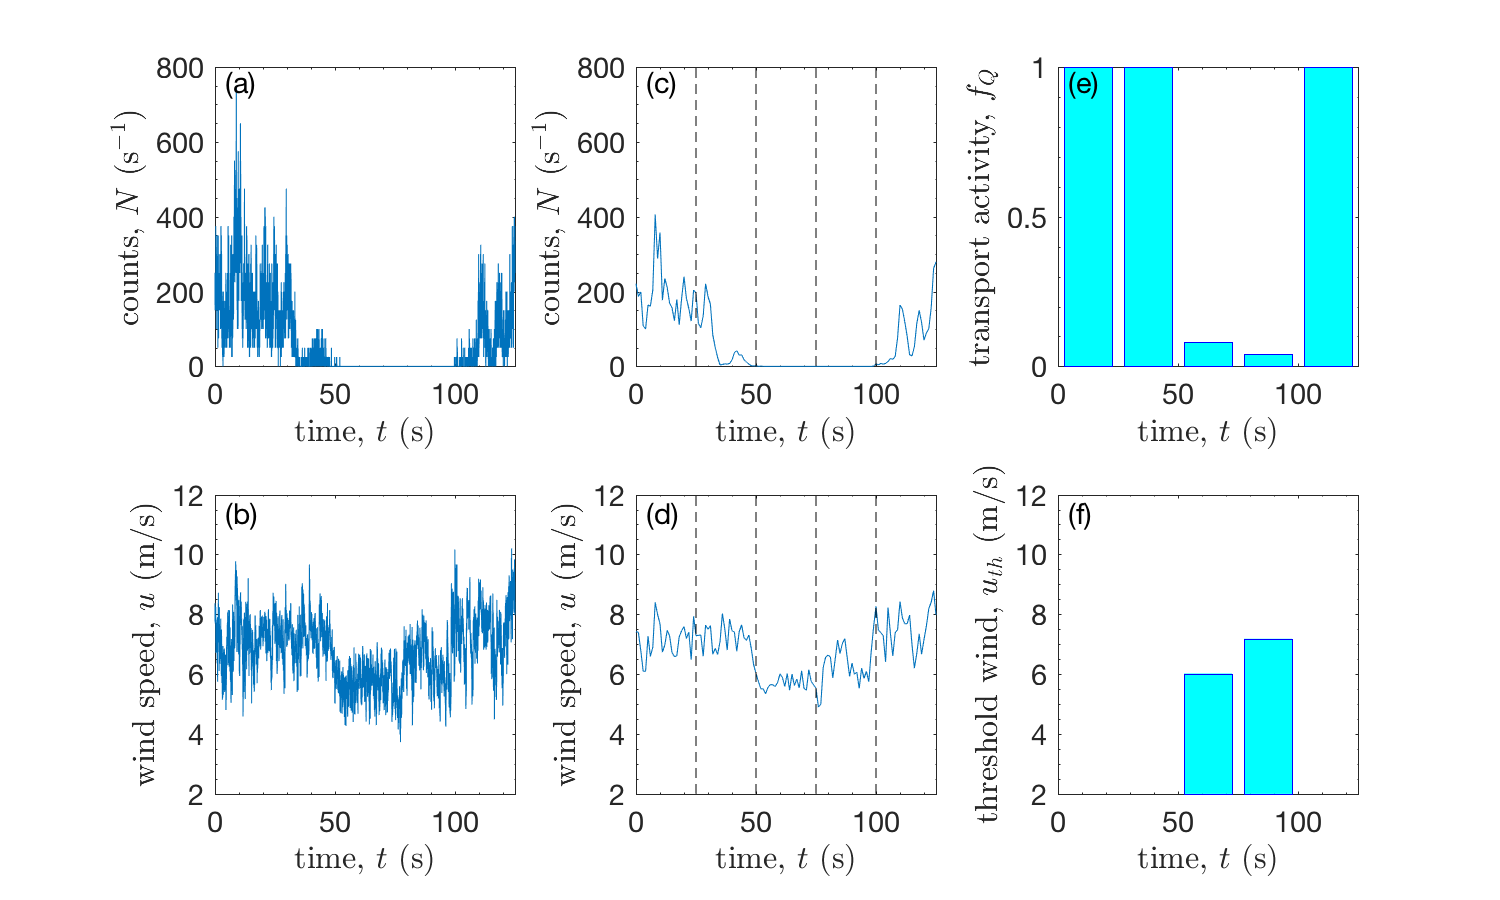 (a)
800
600
400
200
0
counts, N (s⁻¹)
0 50 100
time, t (s)
(c)
800
600
400
200
0
counts, N (s⁻¹)
0 50 100
time, t (s)
(e)
1
0.5
0
transport activity, f_Q
0 50 100
time, t (s)
(b)
12
10
8
6
4
2
wind speed, u (m/s)
0 50 100
time, t (s)
(d)
12
10
8
6
4
2
wind speed, u (m/s)
0 50 100
time, t (s)
(f)
12
10
8
6
4
2
threshold wind, u_th (m/s)
0 50 100
time, t (s)